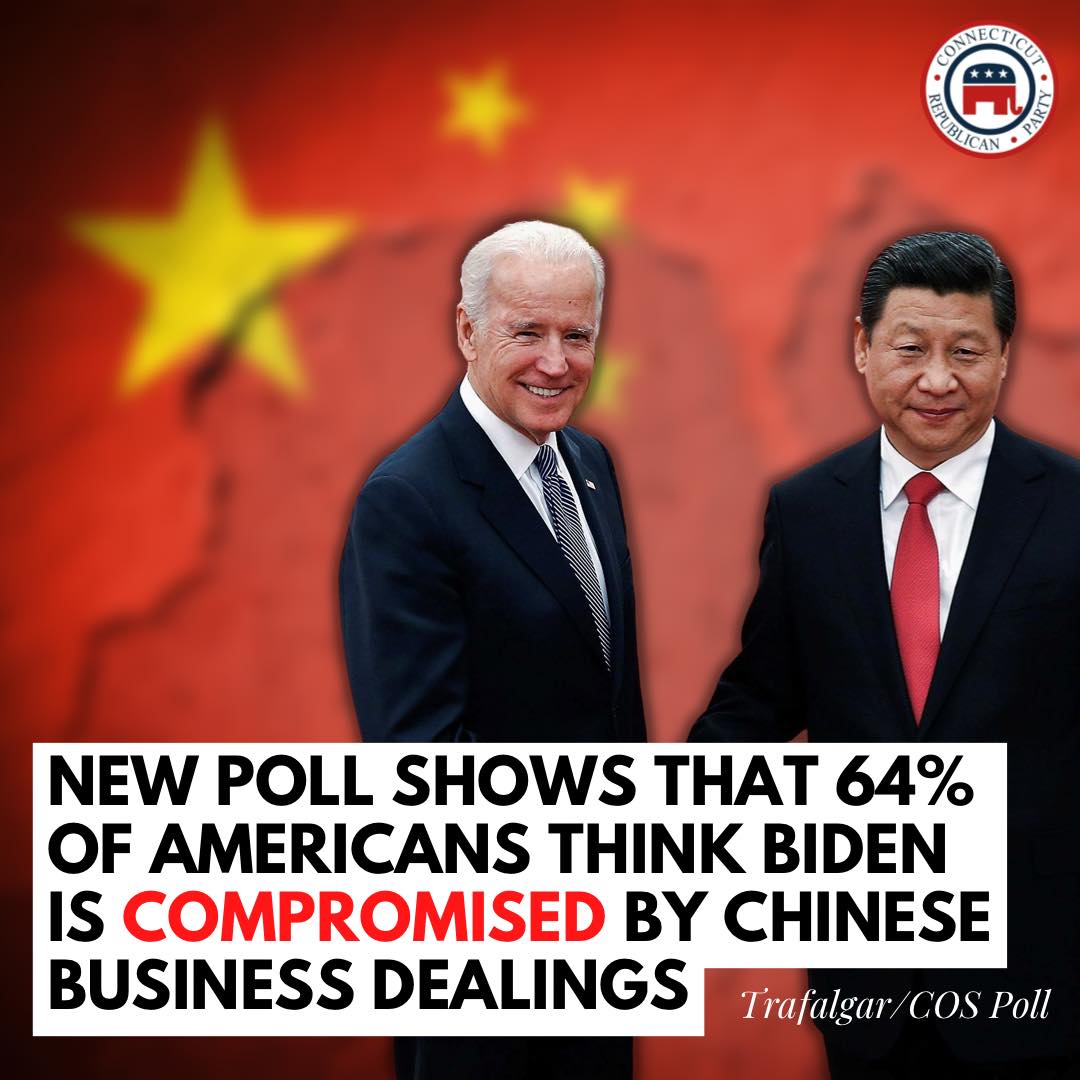 CONNECTICUT
REPUBLICAN PARTY
NEW POLL SHOWS THAT 64%
OF AMERICANS THINK BIDEN
IS COMPROMISED BY CHINESE
BUSINESS DEALINGS
Trafalgar/COS Poll